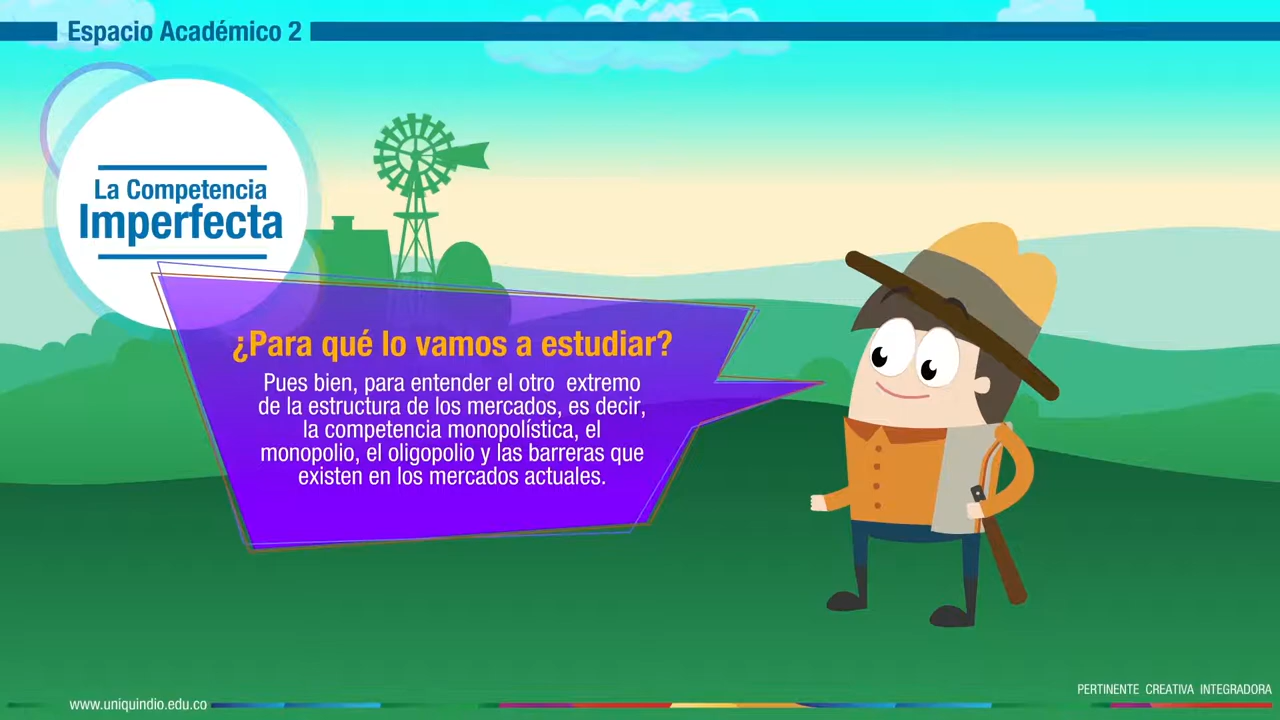 Espacio Académico 2
La Competencia
Imperfecta
¿Para qué lo vamos a estudiar?
Pues bien, para entender el otro extremo
de la estructura de los mercados, es decir,
la competencia monopolística, el
monopolio, el oligopolio y las barreras que
existen en los mercados actuales.
PERTINENTE CREATIVA INTEGRADORA
www.uniquindio.edu.co